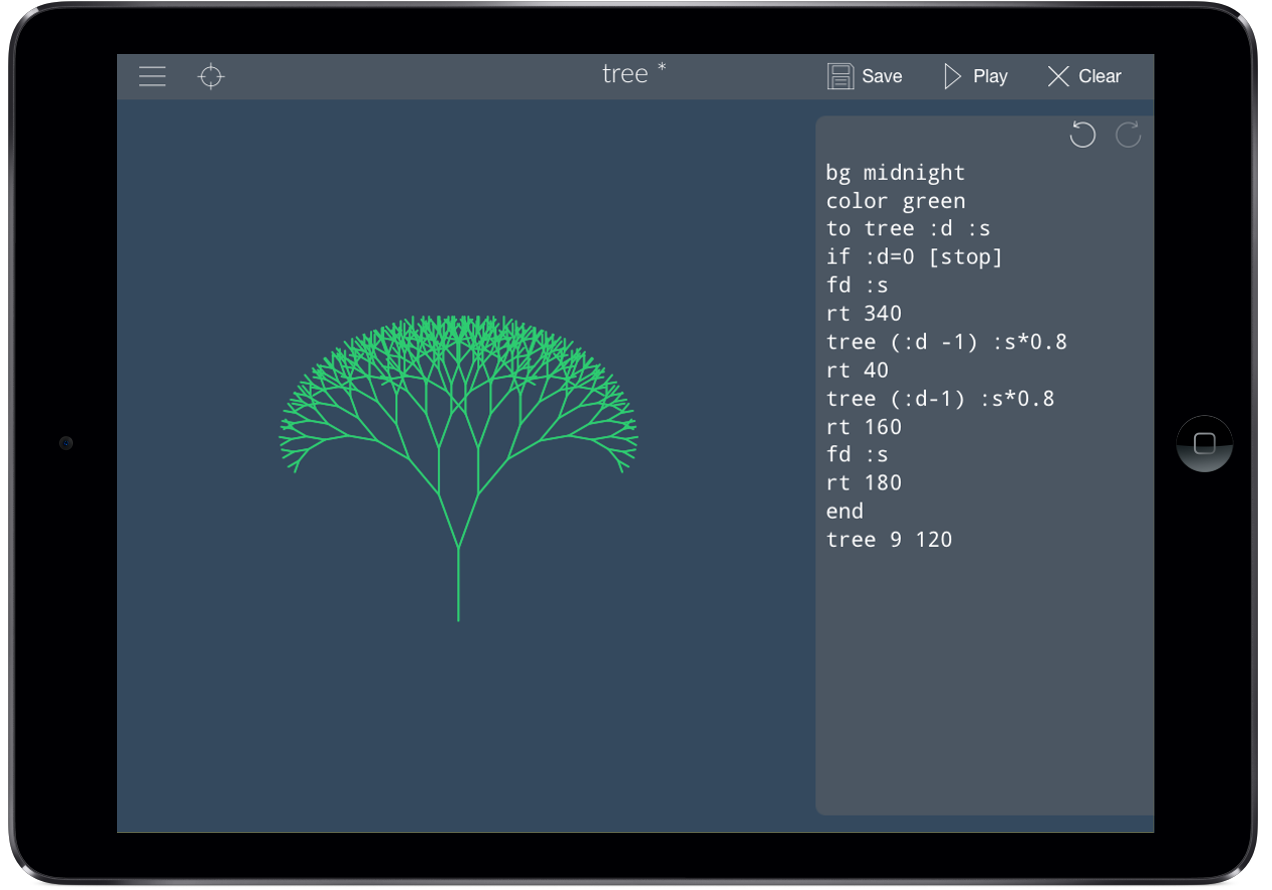 tree *
Save
Play
Clear
bg midnight
color green
to tree :d :s
if :d=0 [stop]
fd :s
rt 340
tree (:d -1) :s*0.8
rt 40
tree (:d-1) :s*0.8
rt 160
fd :s
rt 180
end
tree 9 120